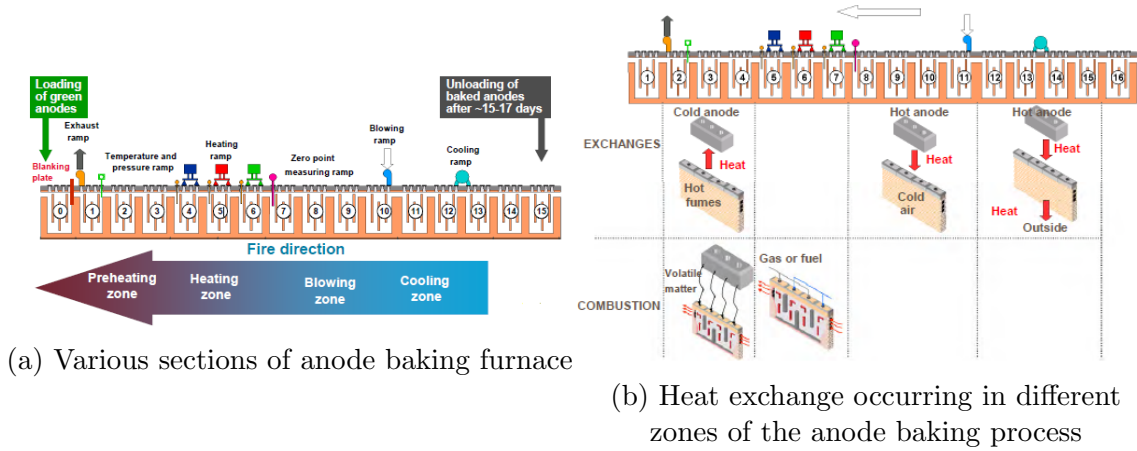 Loading
of green
anodes
Exhaust
ramp
Blanking
plate
Temperature and
pressure ramp
Heating
ramp
Zero point
measuring ramp
Blowing
ramp
Cooling
ramp
Unloading of
baked anodes
after ~15-17 days
0 1 2 3 4 5 6 7 8 9 10 11 12 13 14 15
Fire direction
Preheating
zone
Heating
zone
Blowing
zone
Cooling
zone
(a) Various sections of anode baking furnace
1 2 3 4 5 6 7 8 9 10 11 12 13 14 15 16
EXCHANGES
Cold anode
Heat
Hot
fumes
Hot anode
Heat
Cold
air
Hot anode
Heat
Heat
Outside
COMBUSTION
Volatile
matter
Gas or fuel
(b) Heat exchange occurring in different
zones of the anode baking process